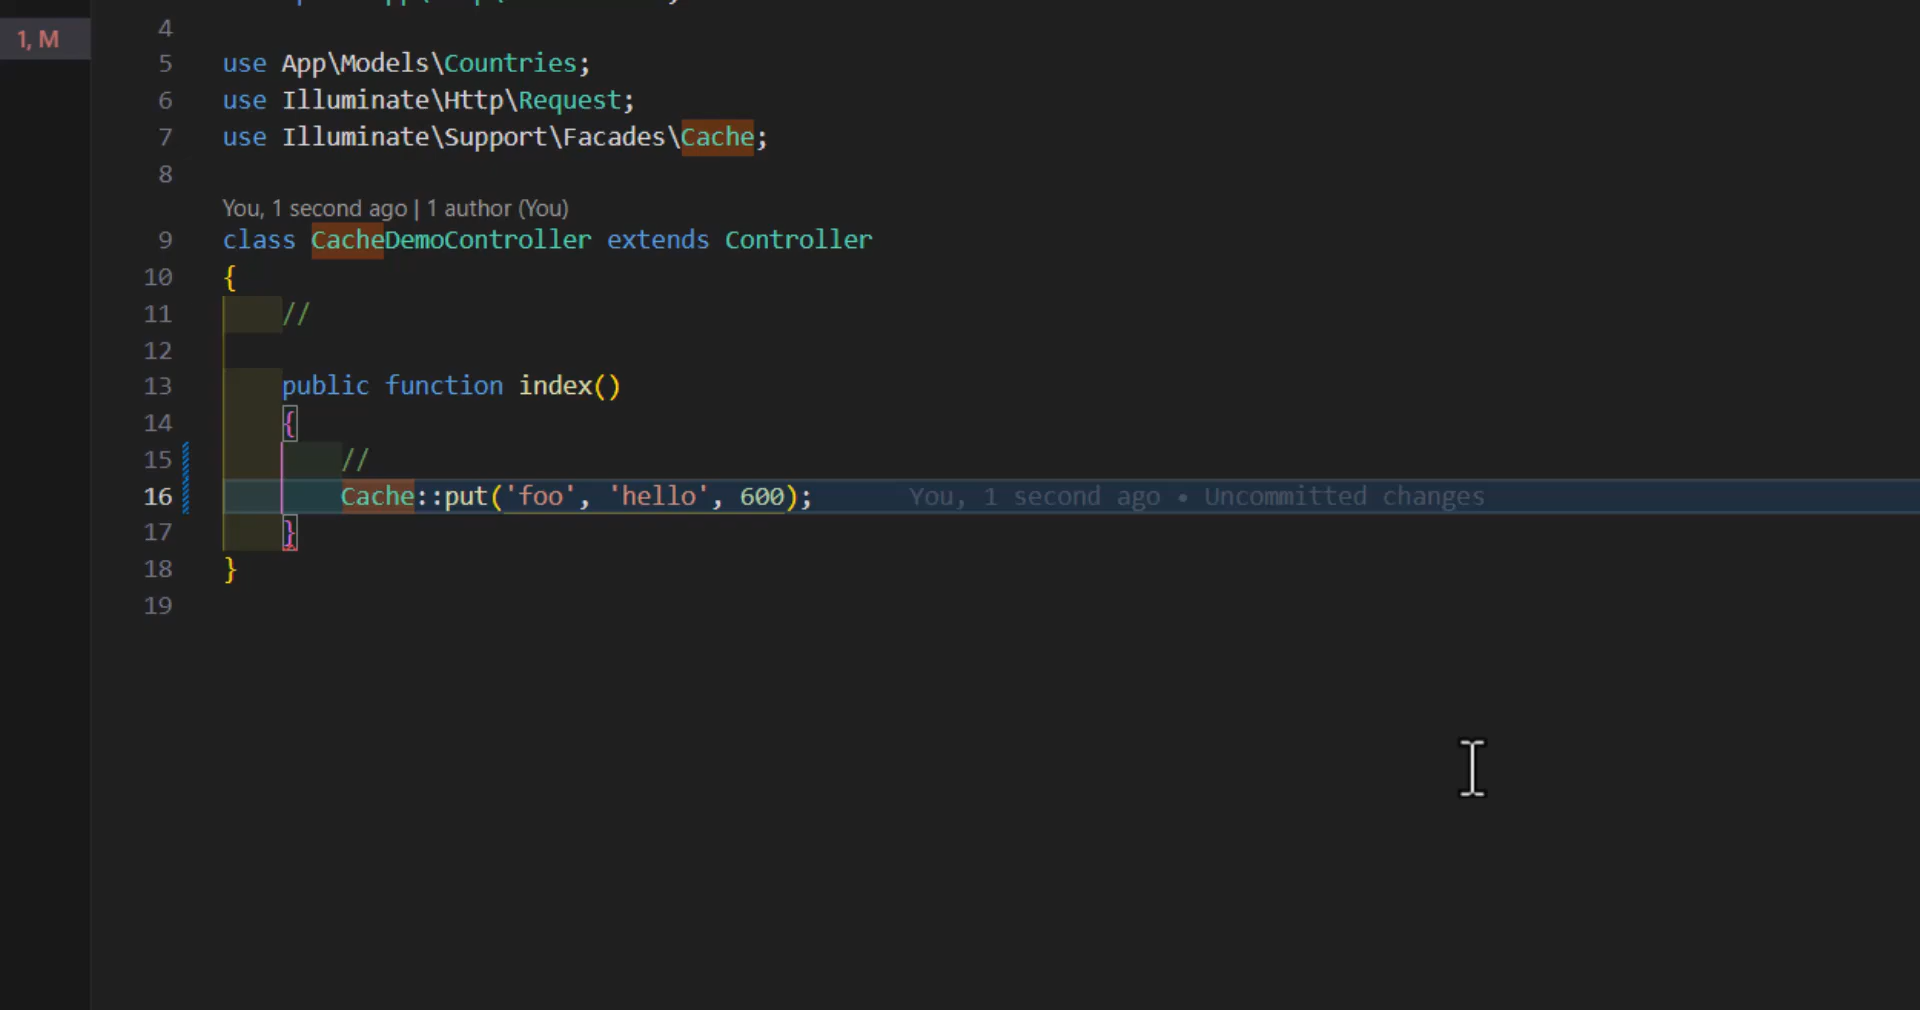 4
1, M
5 use App\Models\Countries;
6 use Illuminate\Http\Request;
7 use Illuminate\Support\Facades\Cache;
8
You, 1 second ago | 1 author (You)
9 class CacheDemoController extends Controller
10 {
11 //
12
13 public function index()
14 {
15 //
16 Cache::put('foo', 'hello', 600); You, 1 second ago • Uncommitted changes
17 }
18 }
19